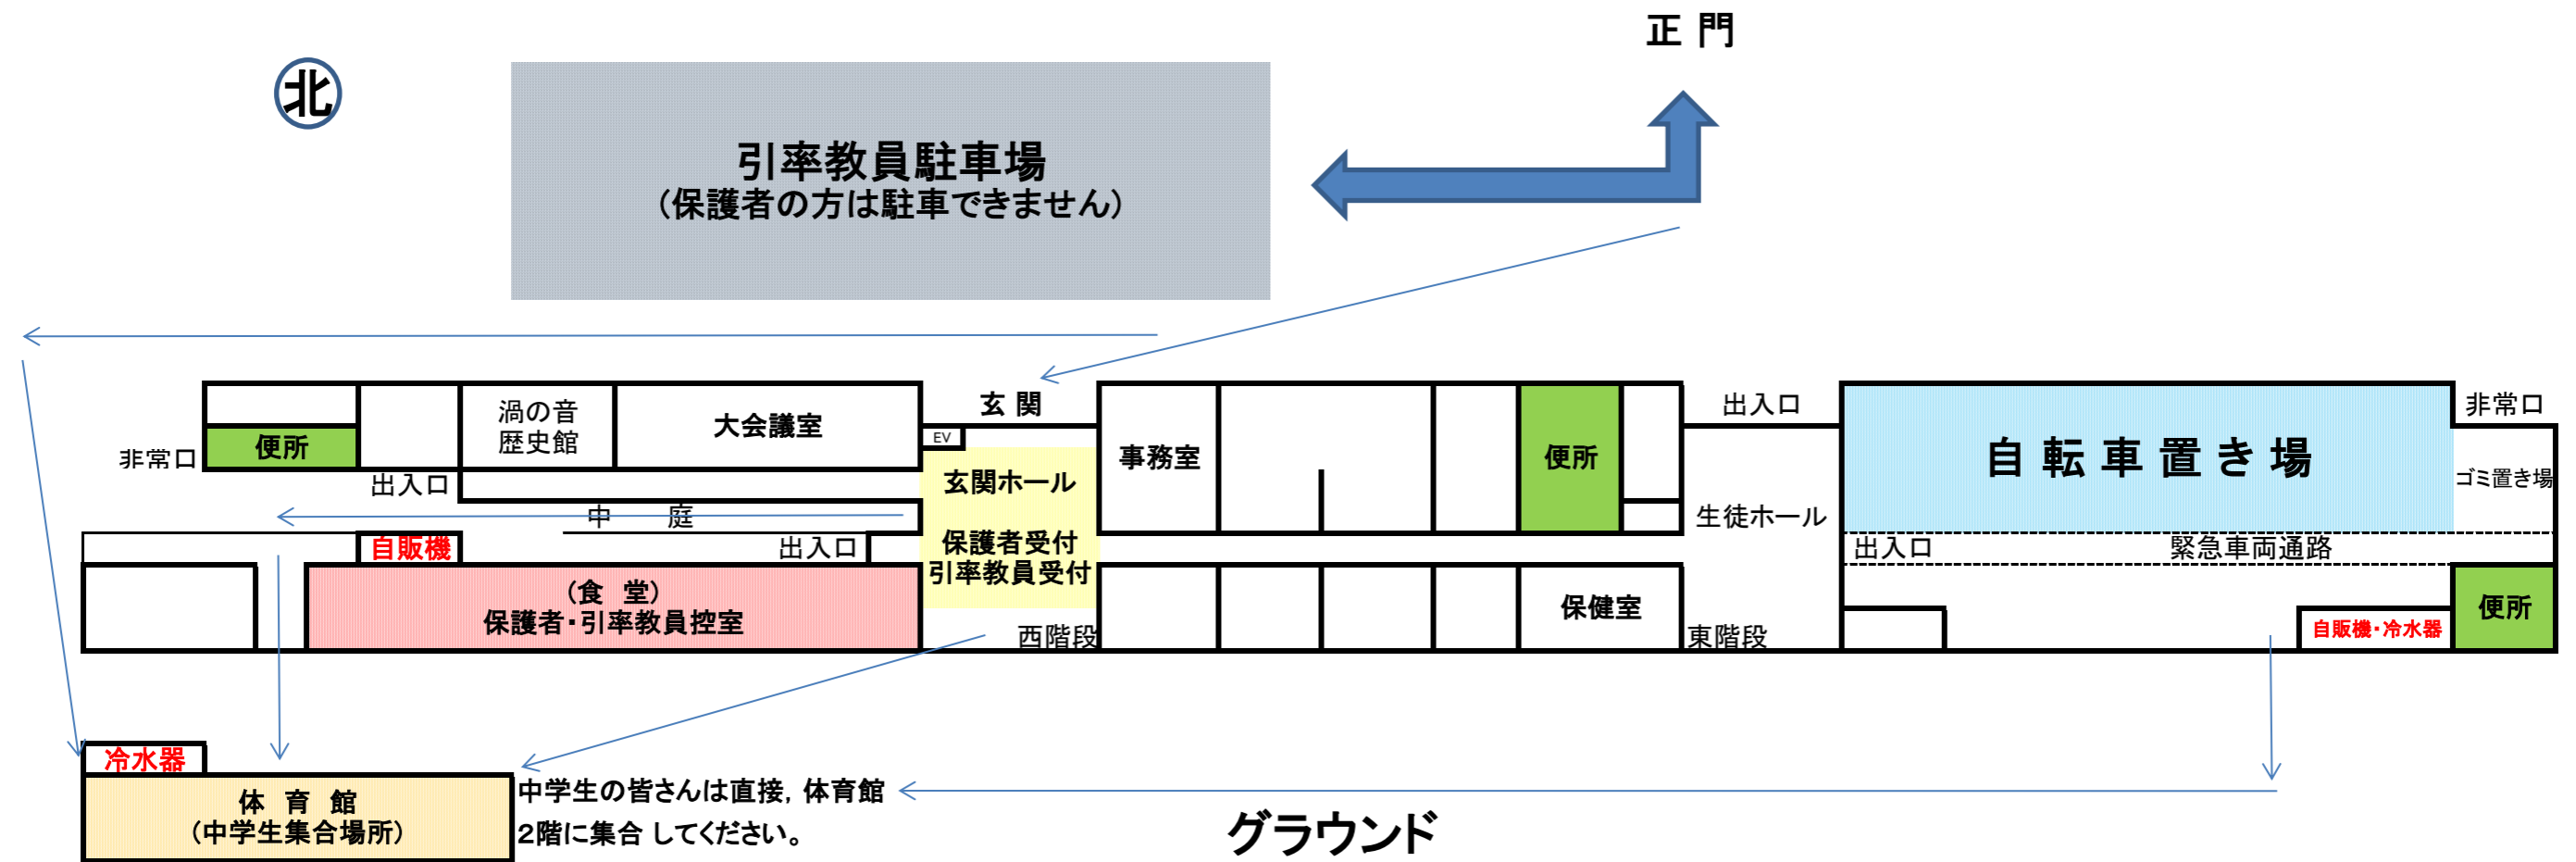 正 門
北
引率教員駐車場
（保護者の方は駐車できません）
非常口
便所
出入口
渦の音
歴史館
大会議室
玄 関
EV
玄関ホール
保護者受付
引率教員受付
事務室
便所
出入口
生徒ホール
自 転 車 置 き 場
非常口
ゴミ置き場
中 庭
自販機
出入口
出入口
緊急車両通路
（食 堂）
保護者・引率教員控室
西階段
保健室
東階段
自販機・冷水器
便所
冷水器
体 育 館
（中学生集合場所）
中学生の皆さんは直接，体育館
２階に集合 してください。
グラウンド